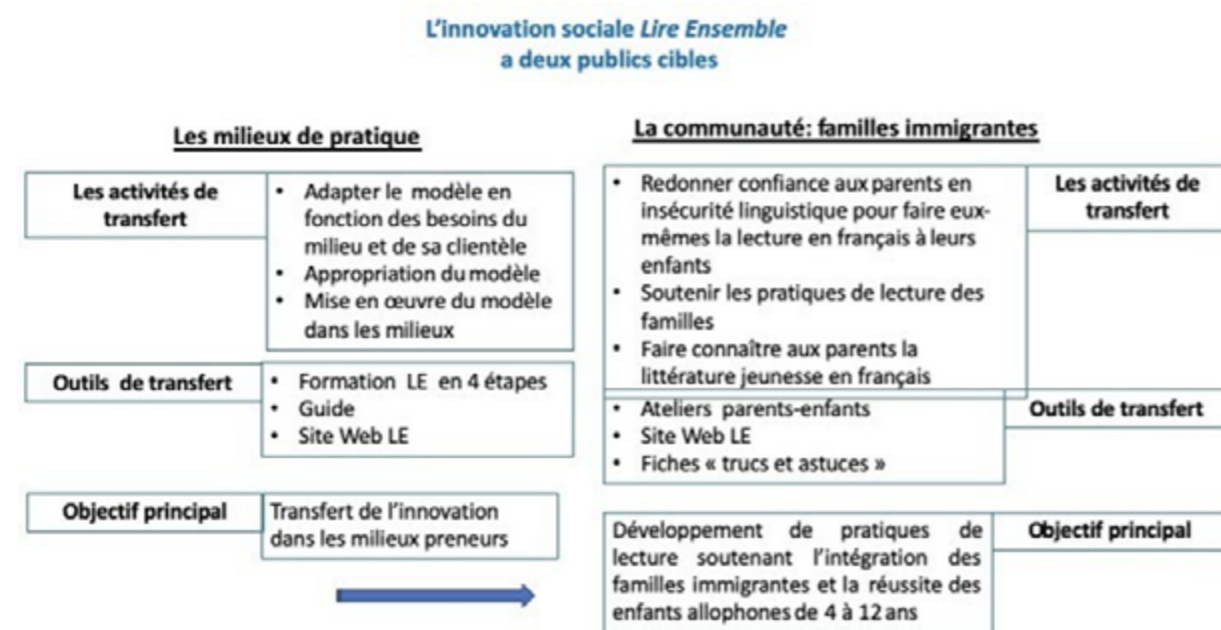 L'innovation sociale Lire Ensemble
a deux publics cibles
Les milieux de pratique
Les activités de
transfert
• Adapter le modèle en
fonction des besoins du
milieu et de sa clientèle
• Appropriation du modèle
• Mise en œuvre du modèle
dans les milieux
Outils de transfert
• Formation LE en 4 étapes
• Guide
• Site Web LE
Objectif principal
Transfert de l'innovation
dans les milieux preneurs
La communauté: familles immigrantes
• Redonner confiance aux parents en
insécurité linguistique pour faire eux-
mêmes la lecture en français à leurs
enfants
• Soutenir les pratiques de lecture des
familles
• Faire connaître aux parents la
littérature jeunesse en français
Les activités de
transfert
• Ateliers parents-enfants
• Site Web LE
• Fiches « trucs et astuces »
Outils de transfert
Développement de pratiques de
lecture soutenant l'intégration des
familles immigrantes et la réussite des
enfants allophones de 4 à 12 ans
Objectif principal